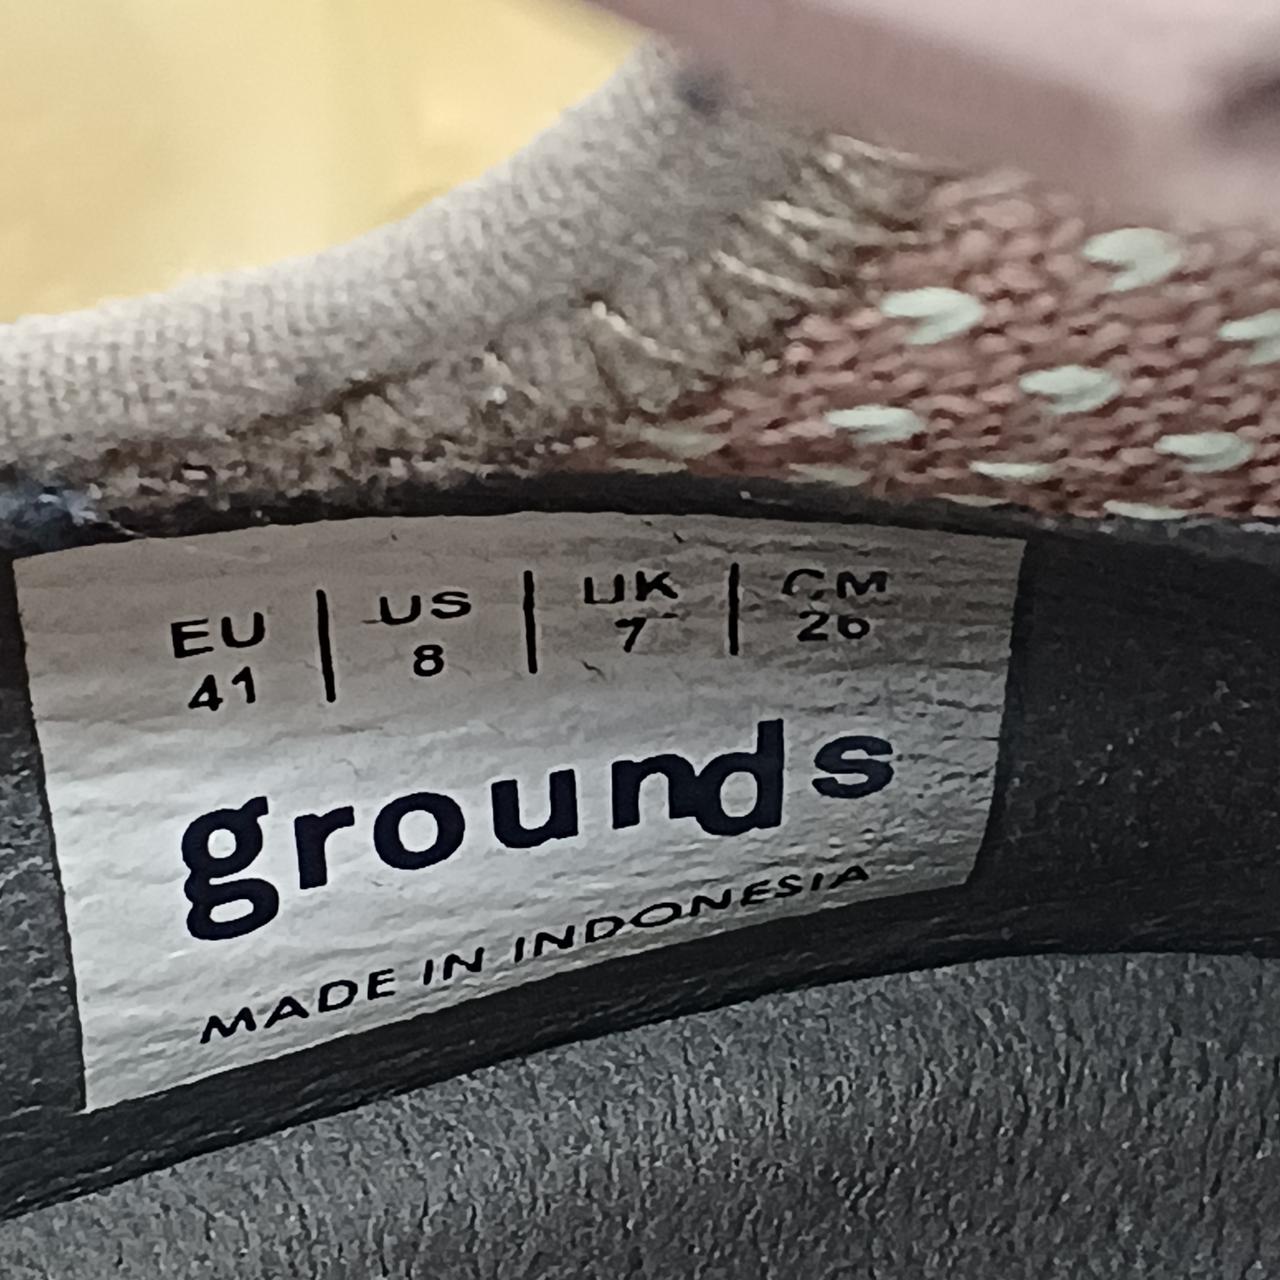 EU | US | UK | CM
41 | 8 | 7 | 26
grounds
MADE IN INDONESIA